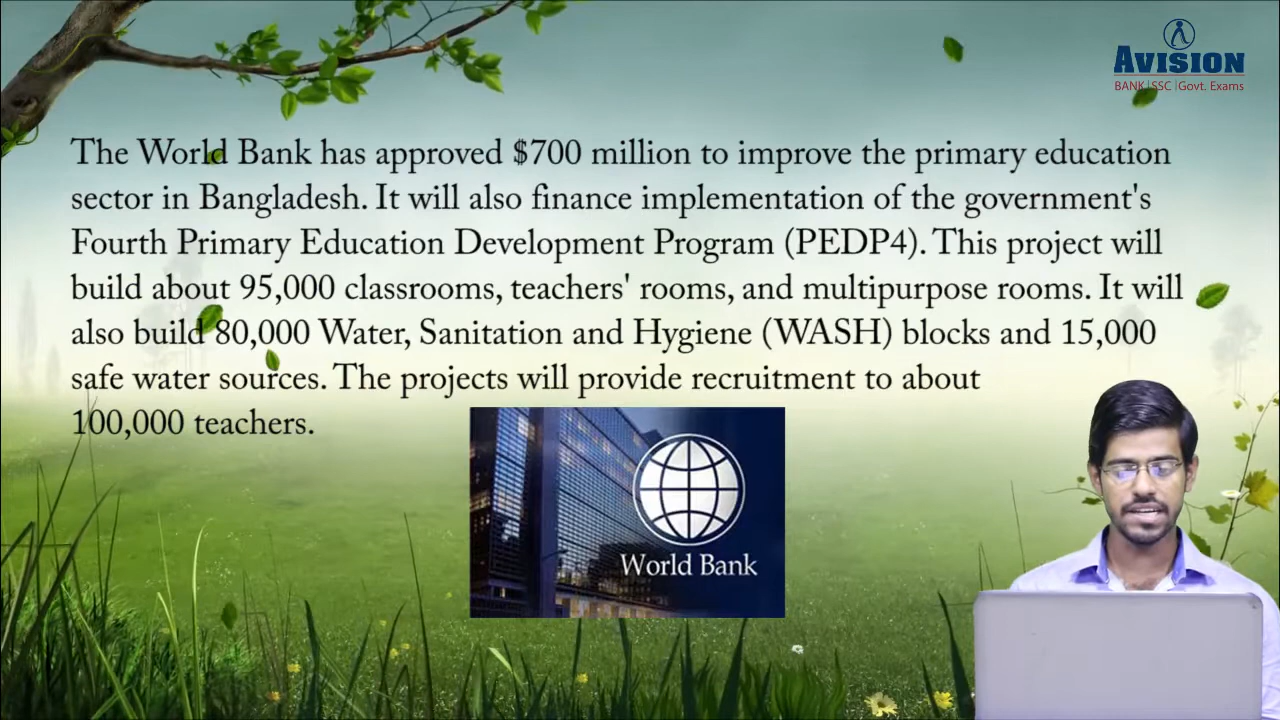 AVISION
BANK | SSC | Govt. Exams
The World Bank has approved $700 million to improve the primary education
sector in Bangladesh. It will also finance implementation of the government's
Fourth Primary Education Development Program (PEDP4). This project will
build about 95,000 classrooms, teachers' rooms, and multipurpose rooms. It will
also build 80,000 Water, Sanitation and Hygiene (WASH) blocks and 15,000
safe water sources. The projects will provide recruitment to about
100,000 teachers.
World Bank